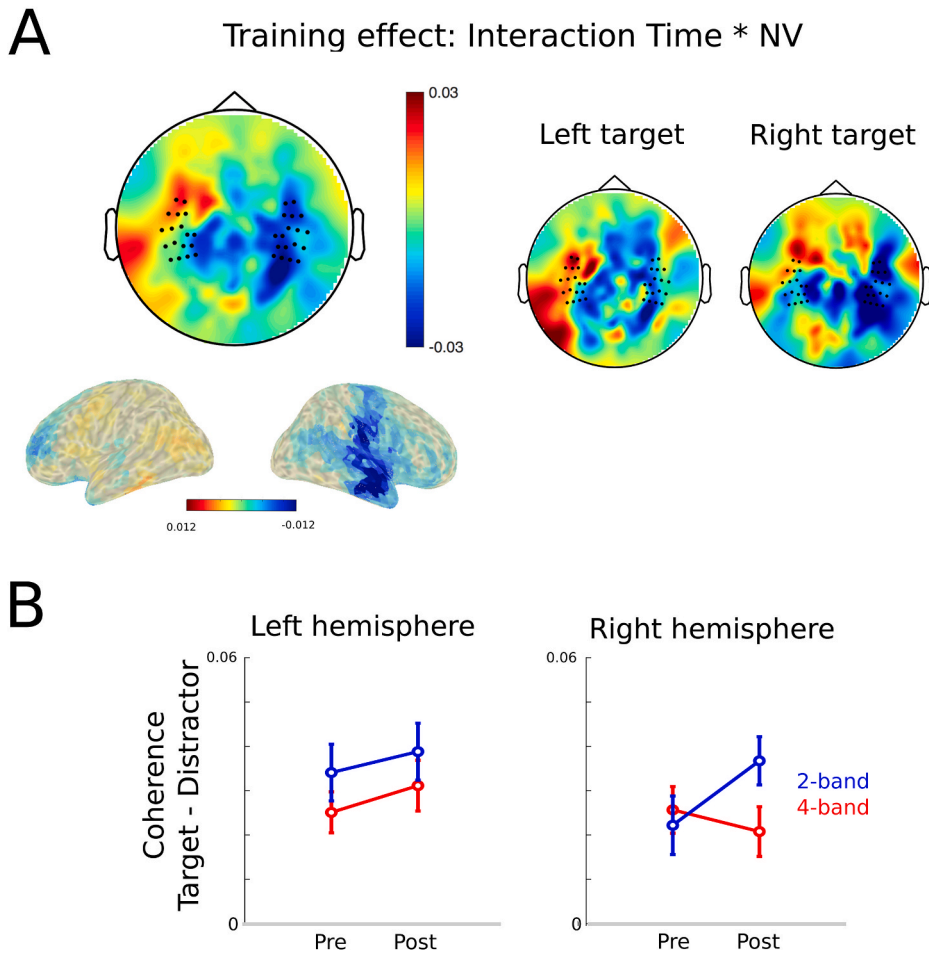 A
Training effect: Interaction Time * NV
0.03
-0.03
Left target
Right target
0.012
-0.012
B
Left hemisphere
Right hemisphere
Coherence
Target - Distractor
0.06
0
Pre
Post
0.06
0
Pre
Post
2-band
4-band